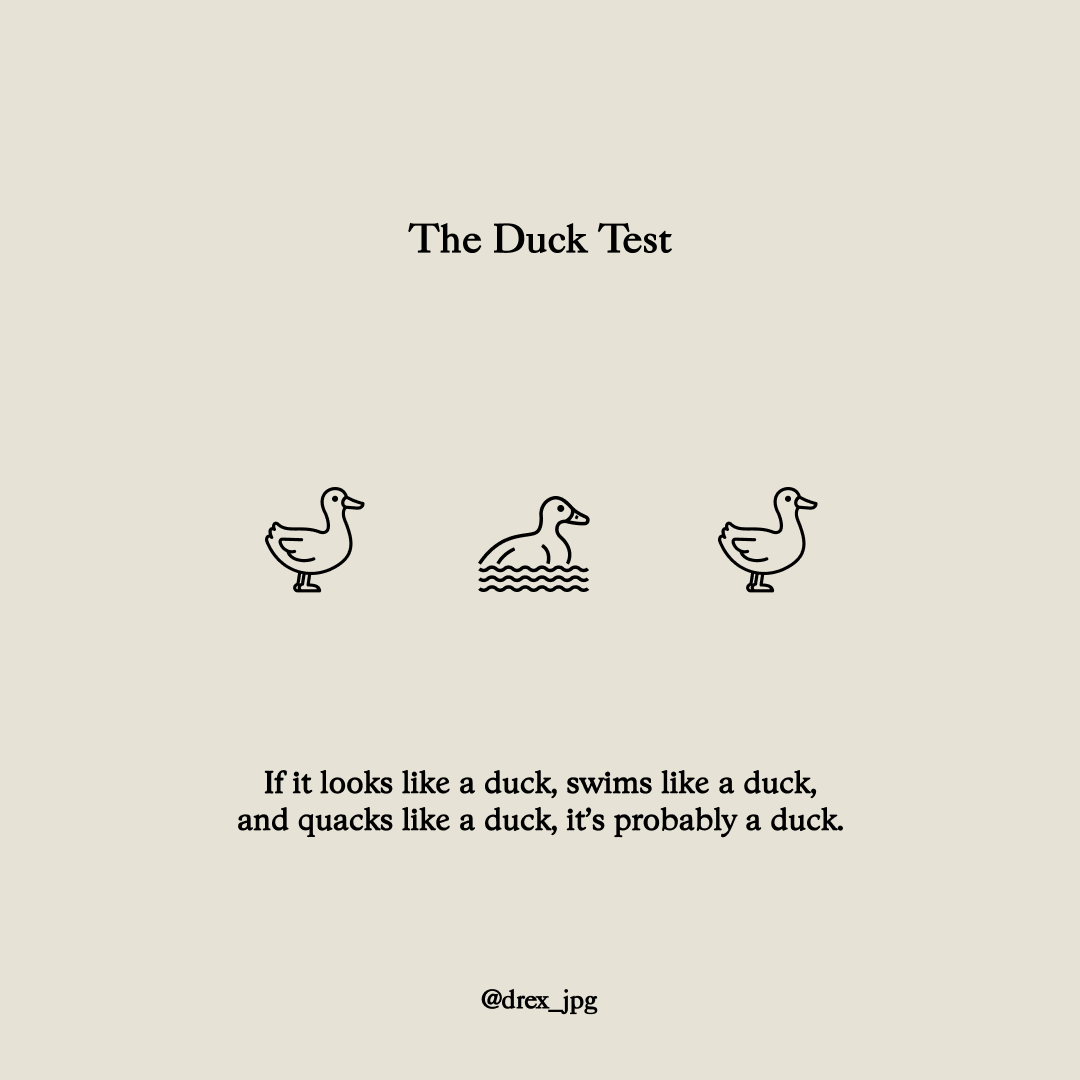 The Duck Test
If it looks like a duck, swims like a duck,
and quacks like a duck, it’s probably a duck.
@drex_jpg